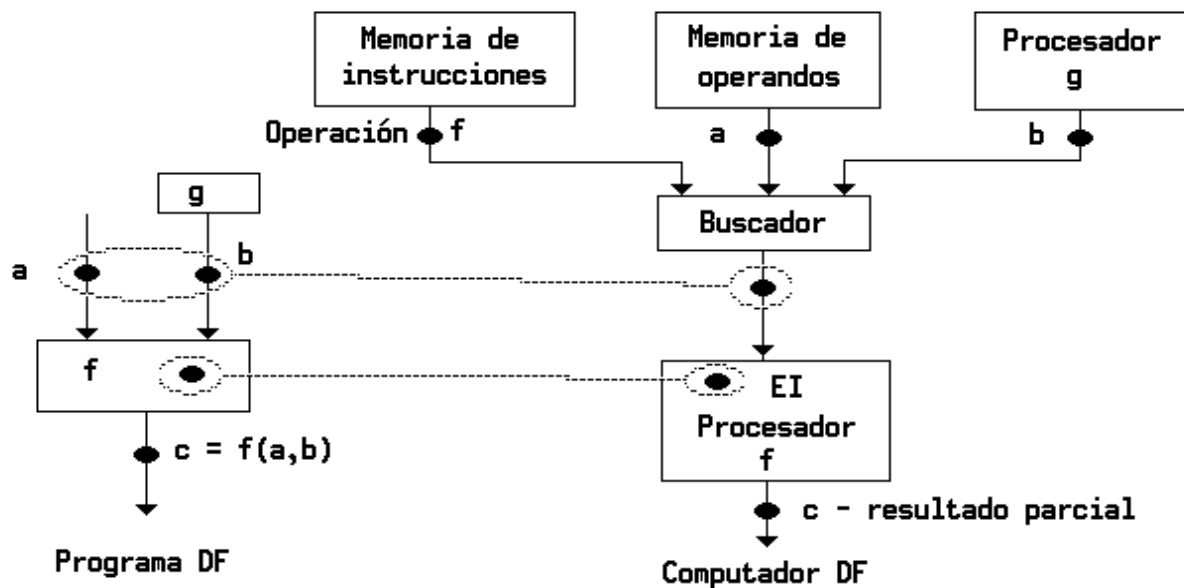 Memoria de
instrucciones
Memoria de
operandos
Procesador
g
Operación f
a
b
g
Buscador
a
b
f
EI
Procesador
f
c = f(a,b)
c - resultado parcial
Programa DF
Computador DF